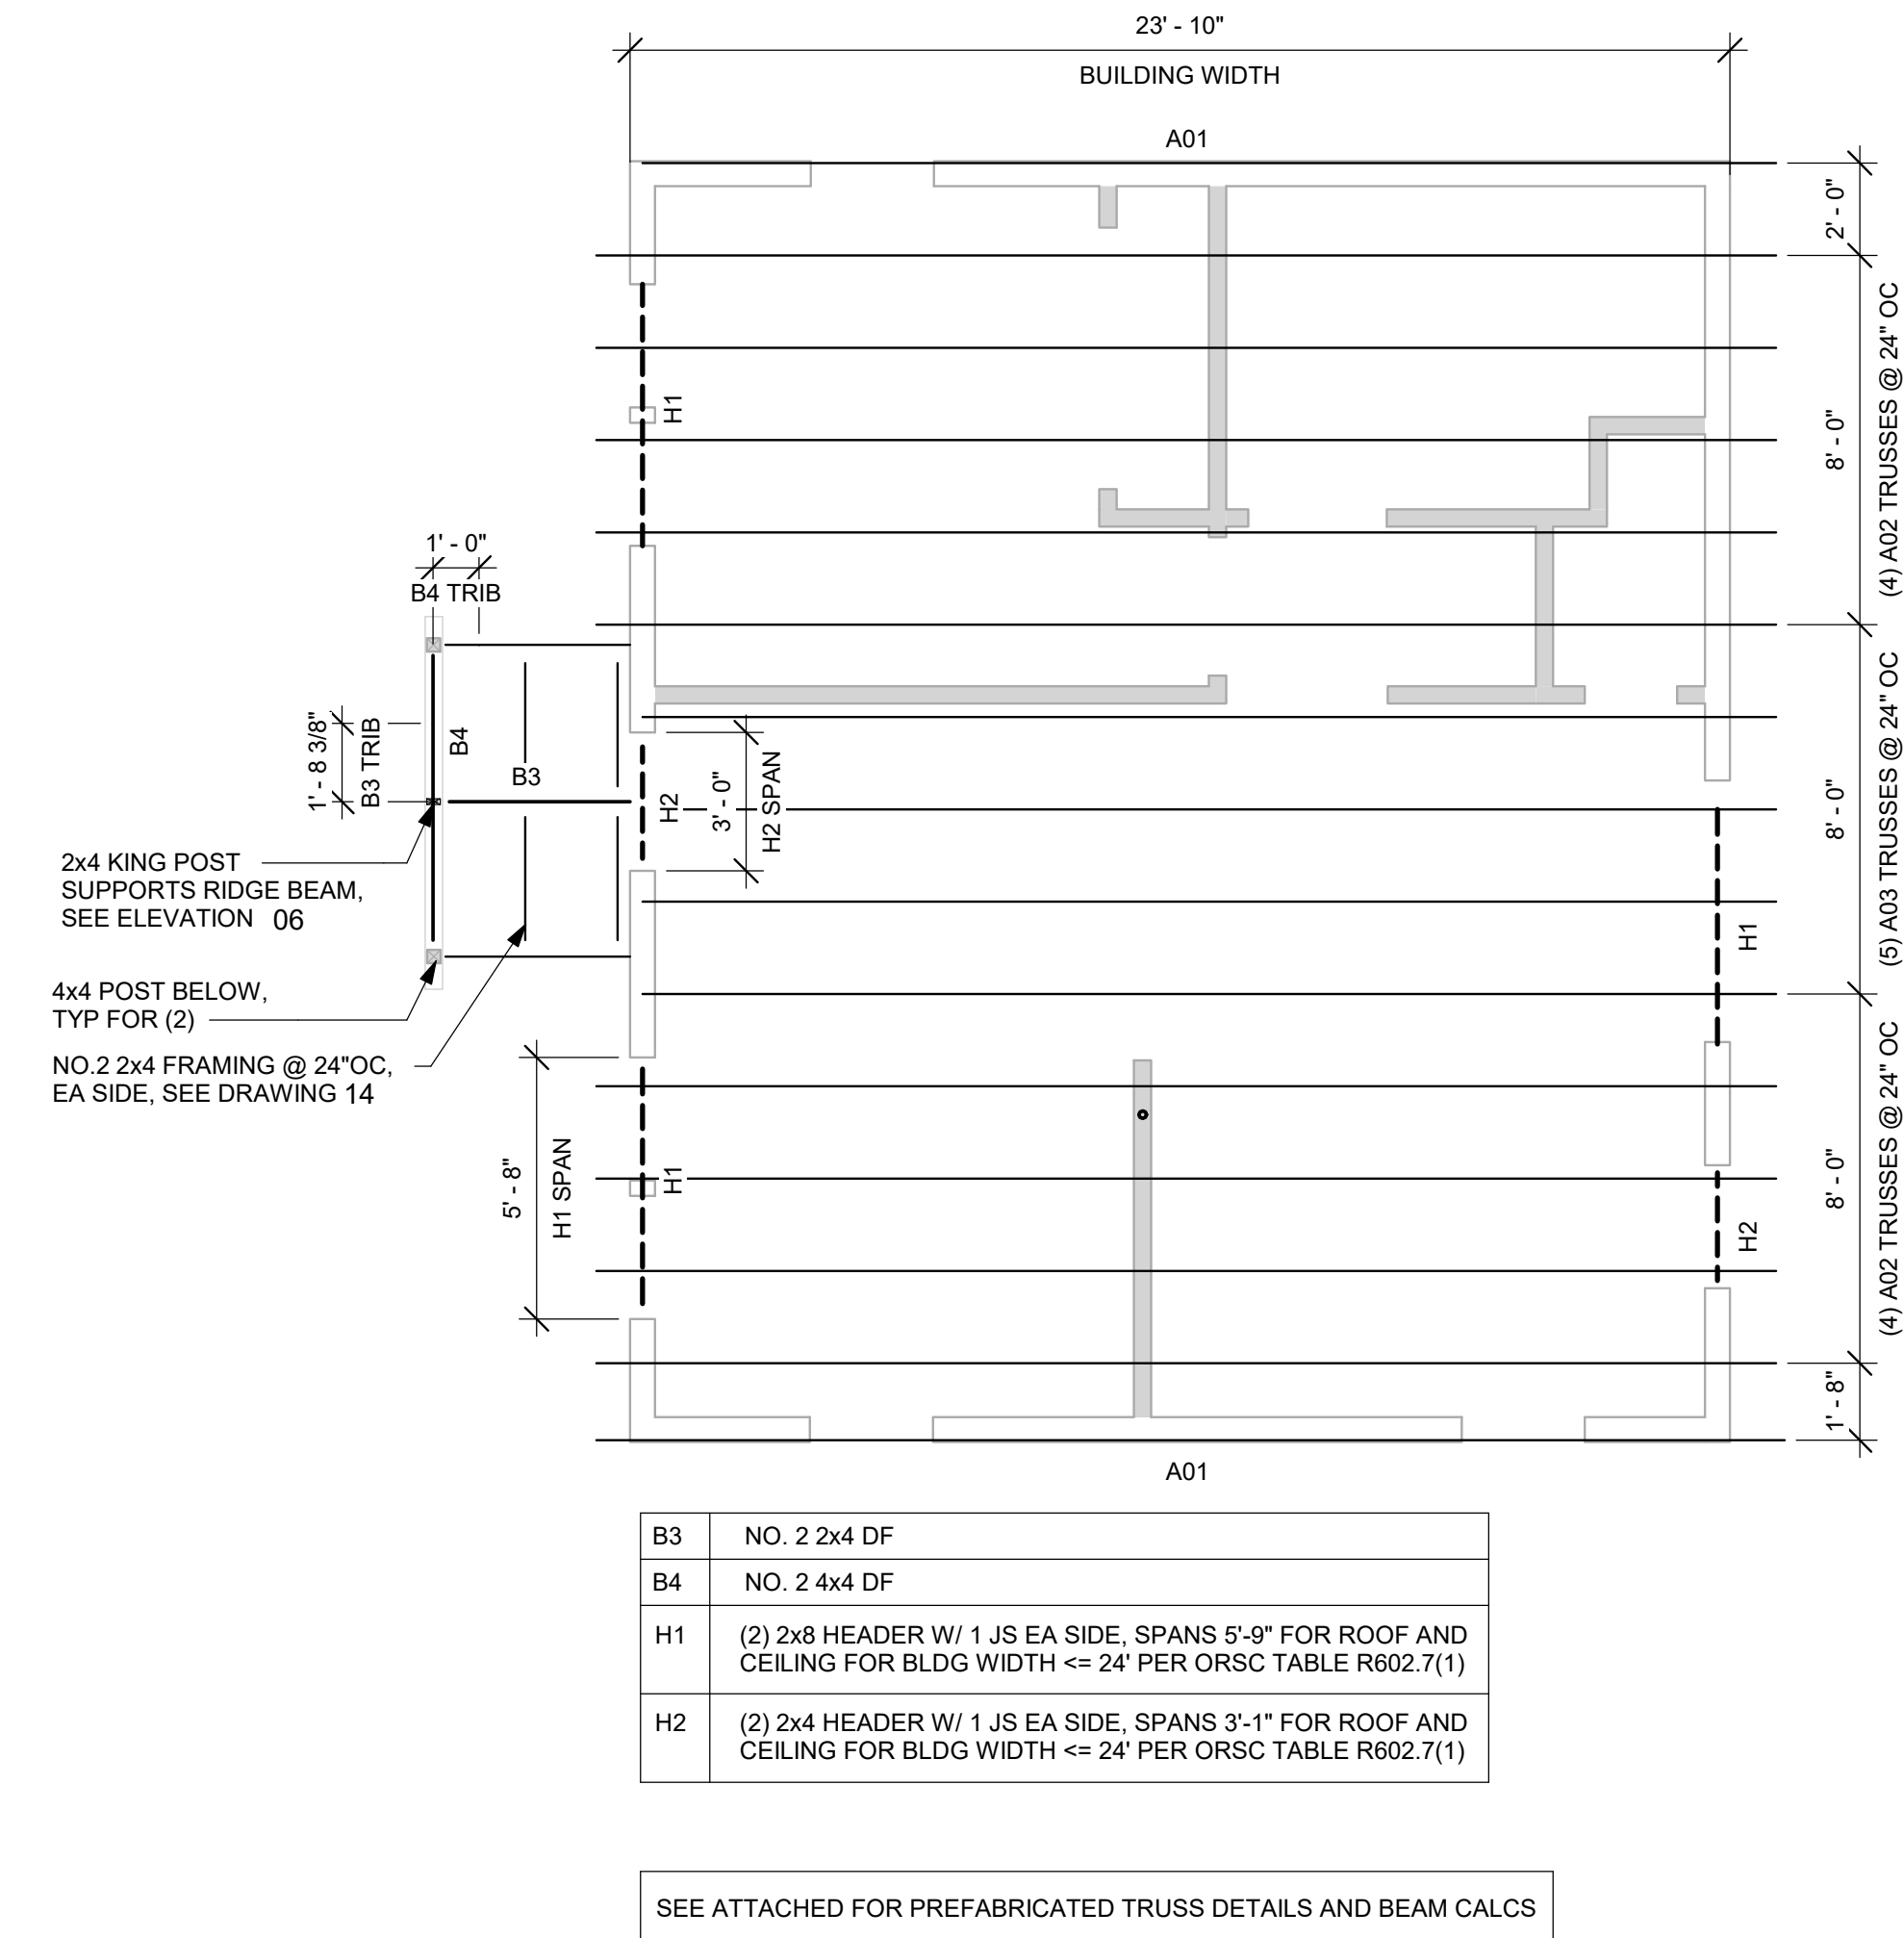 23' - 10"
BUILDING WIDTH
A01
2' - 0"
8' - 0"
(4) A02 TRUSSES @ 24" OC
H1
1' - 0"
B4 TRIB
1' - 8 3/8"
B3 TRIB
B4
B3
H2
3' - 0"
H2 SPAN
8' - 0"
(5) A03 TRUSSES @ 24" OC
H1
2x4 KING POST
SUPPORTS RIDGE BEAM,
SEE ELEVATION 06
4x4 POST BELOW,
TYP FOR (2)
NO.2 2x4 FRAMING @ 24"OC,
EA SIDE, SEE DRAWING 14
5' - 8"
H1 SPAN
H1
H2
8' - 0"
(4) A02 TRUSSES @ 24" OC
1' - 8"
A01
B3 NO. 2 2x4 DF
B4 NO. 2 4x4 DF
H1 (2) 2x8 HEADER W/ 1 JS EA SIDE, SPANS 5'-9" FOR ROOF AND
CEILING FOR BLDG WIDTH <= 24' PER ORSC TABLE R602.7(1)
H2 (2) 2x4 HEADER W/ 1 JS EA SIDE, SPANS 3'-1" FOR ROOF AND
CEILING FOR BLDG WIDTH <= 24' PER ORSC TABLE R602.7(1)
SEE ATTACHED FOR PREFABRICATED TRUSS DETAILS AND BEAM CALCS